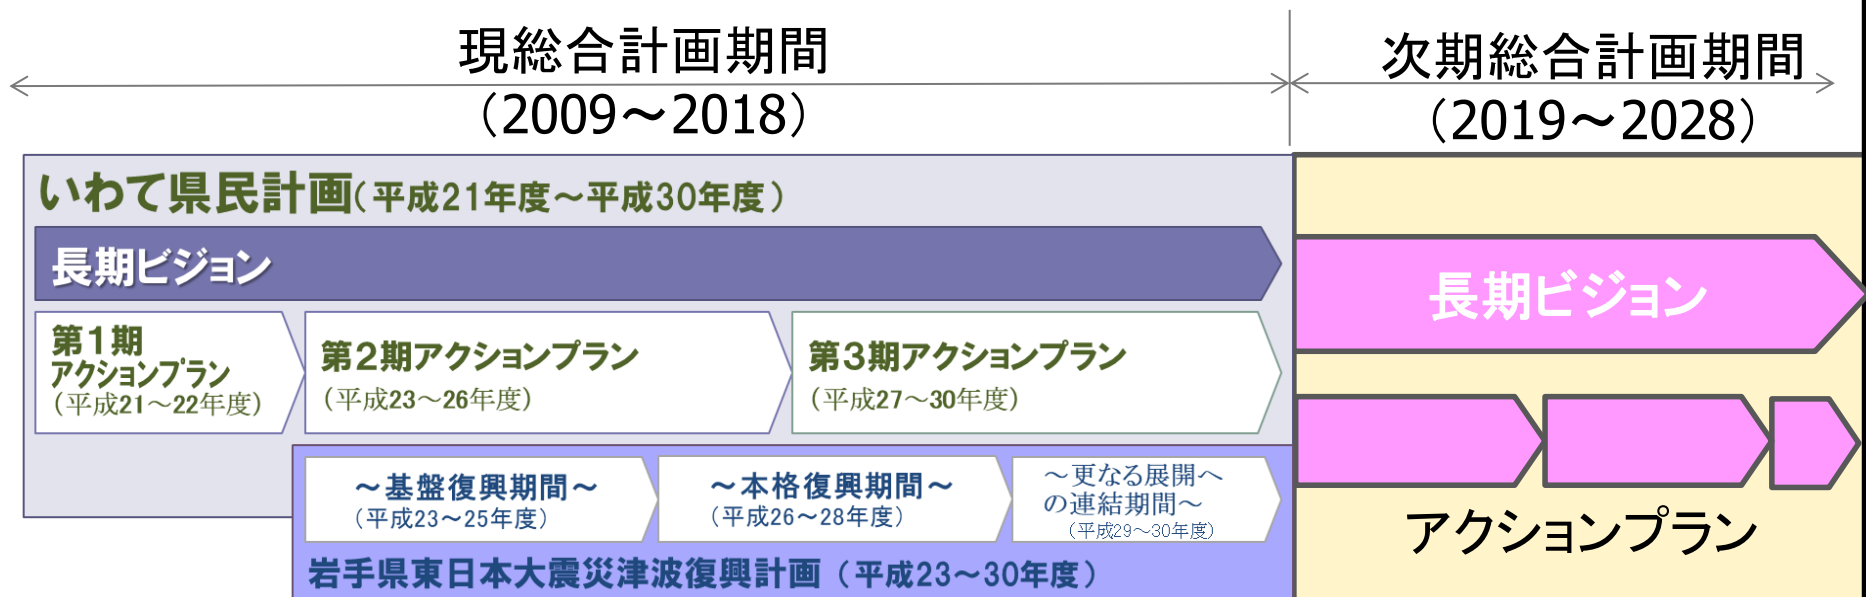 現総合計画期間
（2009～2018）
次期総合計画期間
（2019～2028）
いわて県民計画（平成21年度～平成30年度）
長期ビジョン
第１期
アクションプラン
（平成21～22年度）
第２期アクションプラン
（平成23～26年度）
第３期アクションプラン
（平成27～30年度）
～基盤復興期間～
（平成23～25年度）
～本格復興期間～
（平成26～28年度）
～更なる展開へ
の連結期間～
（平成29～30年度）
岩手県東日本大震災津波復興計画（平成23～30年度）
長期ビジョン
アクションプラン